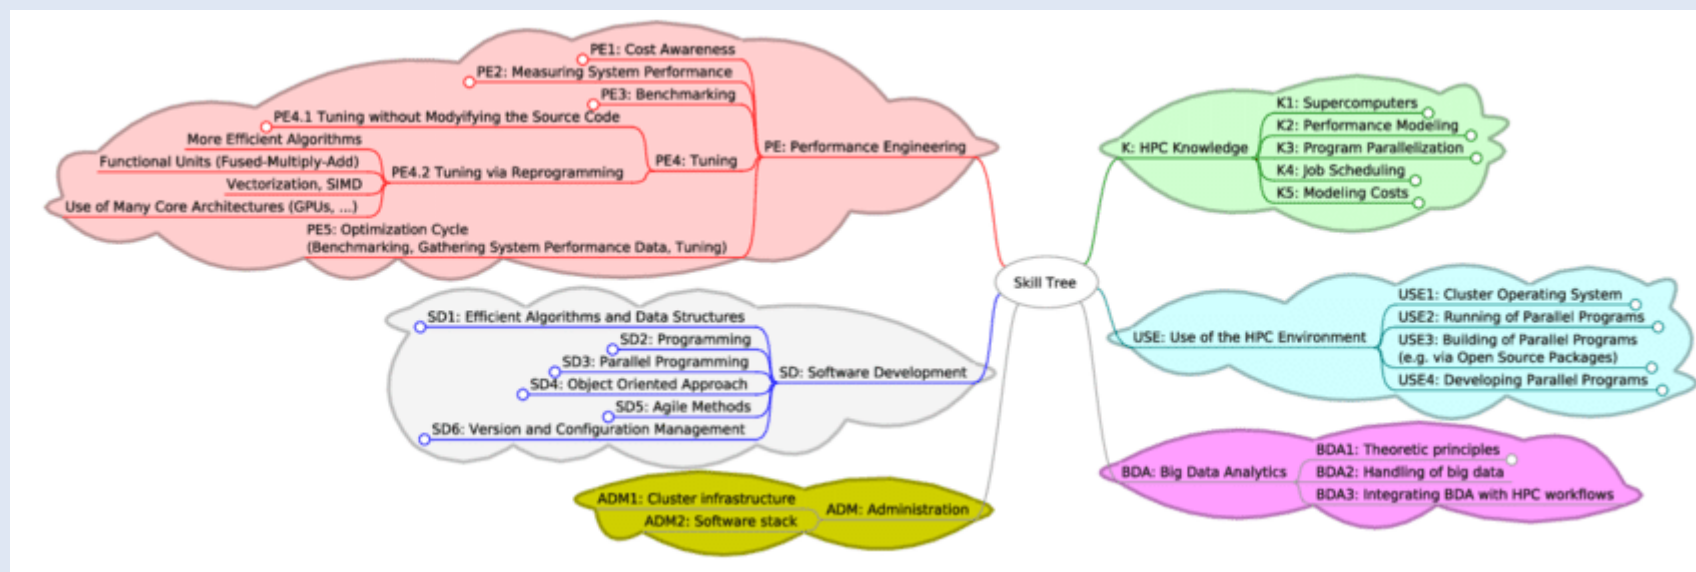 PE1: Cost Awareness
PE2: Measuring System Performance
PE3: Benchmarking
PE4.1 Tuning without Modyifying the Source Code
More Efficient Algorithms
Functional Units (Fused-Multiply-Add)
Vectorization, SIMD
Use of Many Core Architectures (GPUs, ...)
PE4.2 Tuning via Reprogramming
PE4: Tuning
PE5: Optimization Cycle
(Benchmarking, Gathering System Performance Data, Tuning)
PE: Performance Engineering
SD1: Efficient Algorithms and Data Structures
SD2: Programming
SD3: Parallel Programming
SD4: Object Oriented Approach
SD5: Agile Methods
SD6: Version and Configuration Management
SD: Software Development
ADM1: Cluster infrastructure
ADM2: Software stack
ADM: Administration
Skill Tree
K: HPC Knowledge
K1: Supercomputers
K2: Performance Modeling
K3: Program Parallelization
K4: Job Scheduling
K5: Modeling Costs
USE: Use of the HPC Environment
USE1: Cluster Operating System
USE2: Running of Parallel Programs
USE3: Building of Parallel Programs
(e.g. via Open Source Packages)
USE4: Developing Parallel Programs
BDA: Big Data Analytics
BDA1: Theoretic principles
BDA2: Handling of big data
BDA3: Integrating BDA with HPC workflows